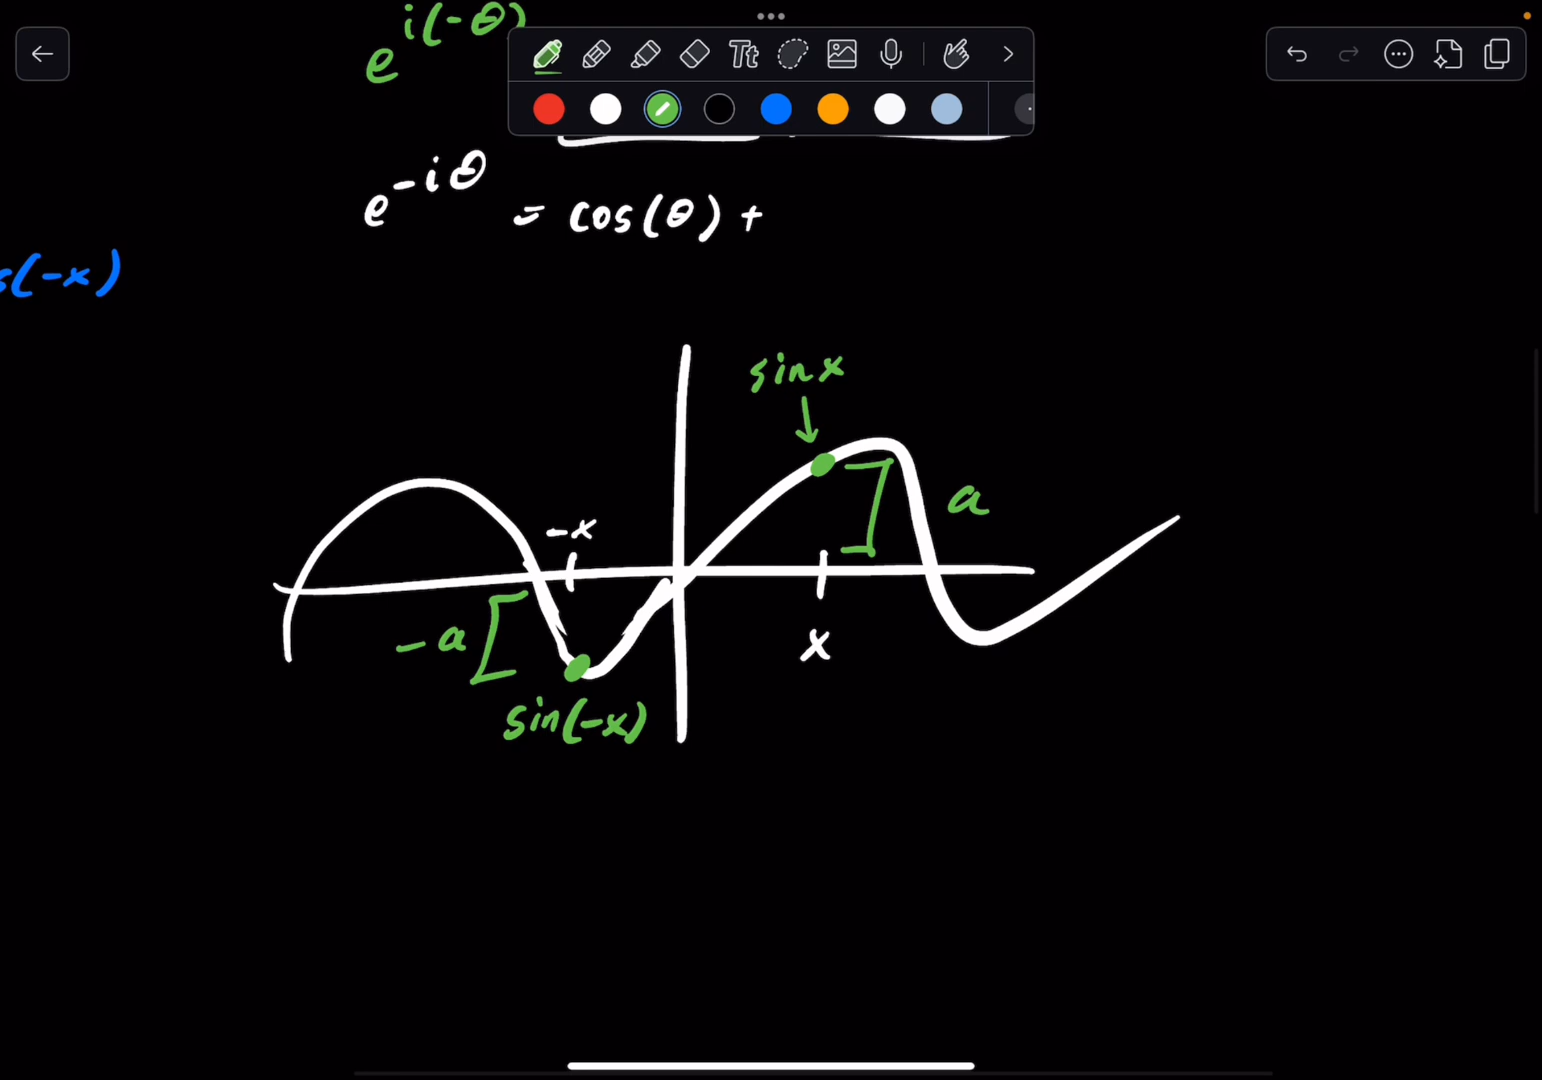 e^{i(-θ)}
Tt
e^{-iθ} = cos(θ) +
s(-x)
sin x
-x
a
-a
x
sin(-x)